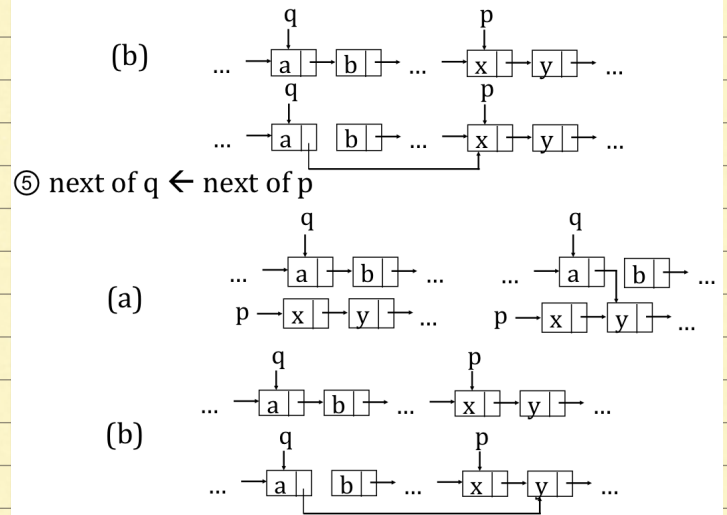 q p
(b) ... a b ... x y ...
q p
... a b ... x y ...
⑤ next of q ← next of p
q q
... a b ... ... a b ...
(a)
p x y ... p x y ...
q p
... a b ... x y ...
(b)
q p
... a b ... x y ...